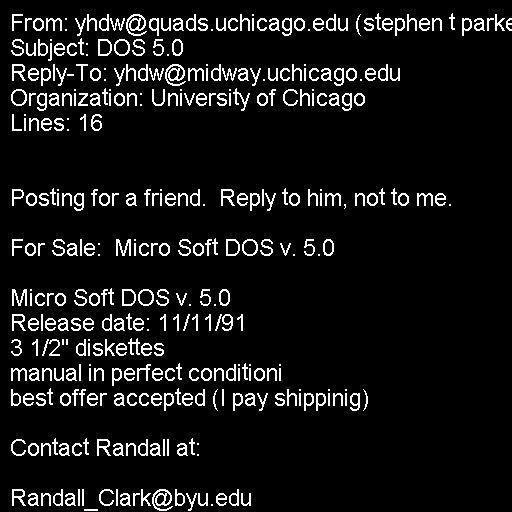 From: yhdw@quads.uchicago.edu (stephen t parke
Subject: DOS 5.0
Reply-To: yhdw@midway.uchicago.edu
Organization: University of Chicago
Lines: 16
Posting for a friend.  Reply to him, not to me.
For Sale:  Micro Soft DOS v. 5.0
Micro Soft DOS v. 5.0
Release date: 11/11/91
3 1/2" diskettes
manual in perfect conditioni
best offer accepted (I pay shippinig)
Contact Randall at:
Randall_Clark@byu.edu